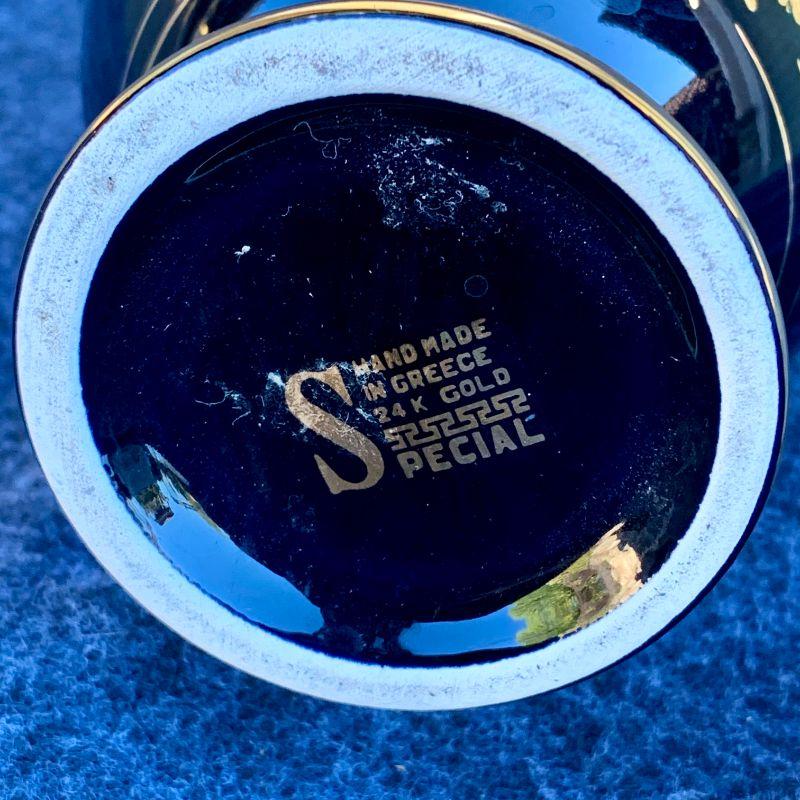 HAND MADE
IN GREECE
24 K GOLD
SPECIAL